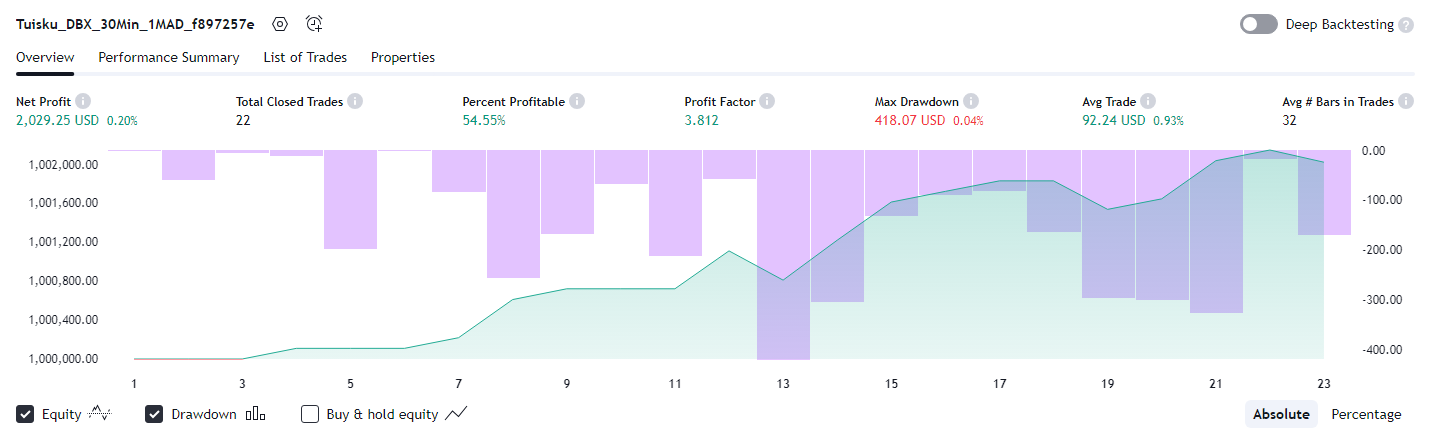 Tuisku_DBX_30Min_1MAD_f897257e Deep Backtesting ?
Overview Performance Summary List of Trades Properties
Net Profit Total Closed Trades Percent Profitable Profit Factor Max Drawdown Avg Trade Avg # Bars in Trades
2,029.25 USD 0.20% 22 54.55% 3.812 418.07 USD 0.04% 92.24 USD 0.93% 32
1,002,000.00 0.00
1,001,600.00 -100.00
1,001,200.00 -200.00
1,000,800.00 -300.00
1,000,400.00
1,000,000.00 -400.00
1 3 5 7 9 11 13 15 17 19 21 23
Equity Drawdown Buy & hold equity Absolute Percentage